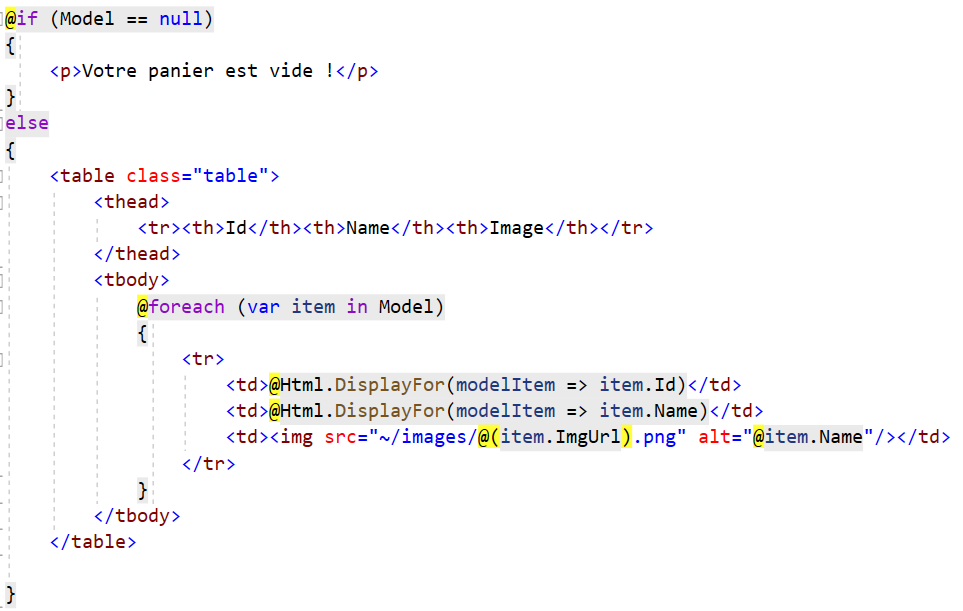 @if (Model == null)
{
    <p>Votre panier est vide !</p>
}
else
{
    <table class="table">
        <thead>
            <tr><th>Id</th><th>Name</th><th>Image</th></tr>
        </thead>
        <tbody>
            @foreach (var item in Model)
            {
                <tr>
                    <td>@Html.DisplayFor(modelItem => item.Id)</td>
                    <td>@Html.DisplayFor(modelItem => item.Name)</td>
                    <td><img src="~/images/@(item.ImgUrl).png" alt="@item.Name"/></td>
                </tr>
            }
        </tbody>
    </table>

}